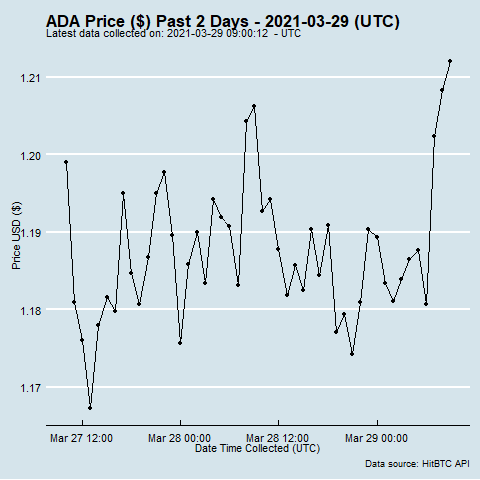 ADA Price ($) Past 2 Days - 2021-03-29 (UTC)
Latest data collected on: 2021-03-29 09:00:12 - UTC
1.21
1.20
1.19
1.18
1.17
Price USD ($)
Mar 27 12:00 Mar 28 00:00 Mar 28 12:00 Mar 29 00:00
Date Time Collected (UTC)
Data source: HitBTC API